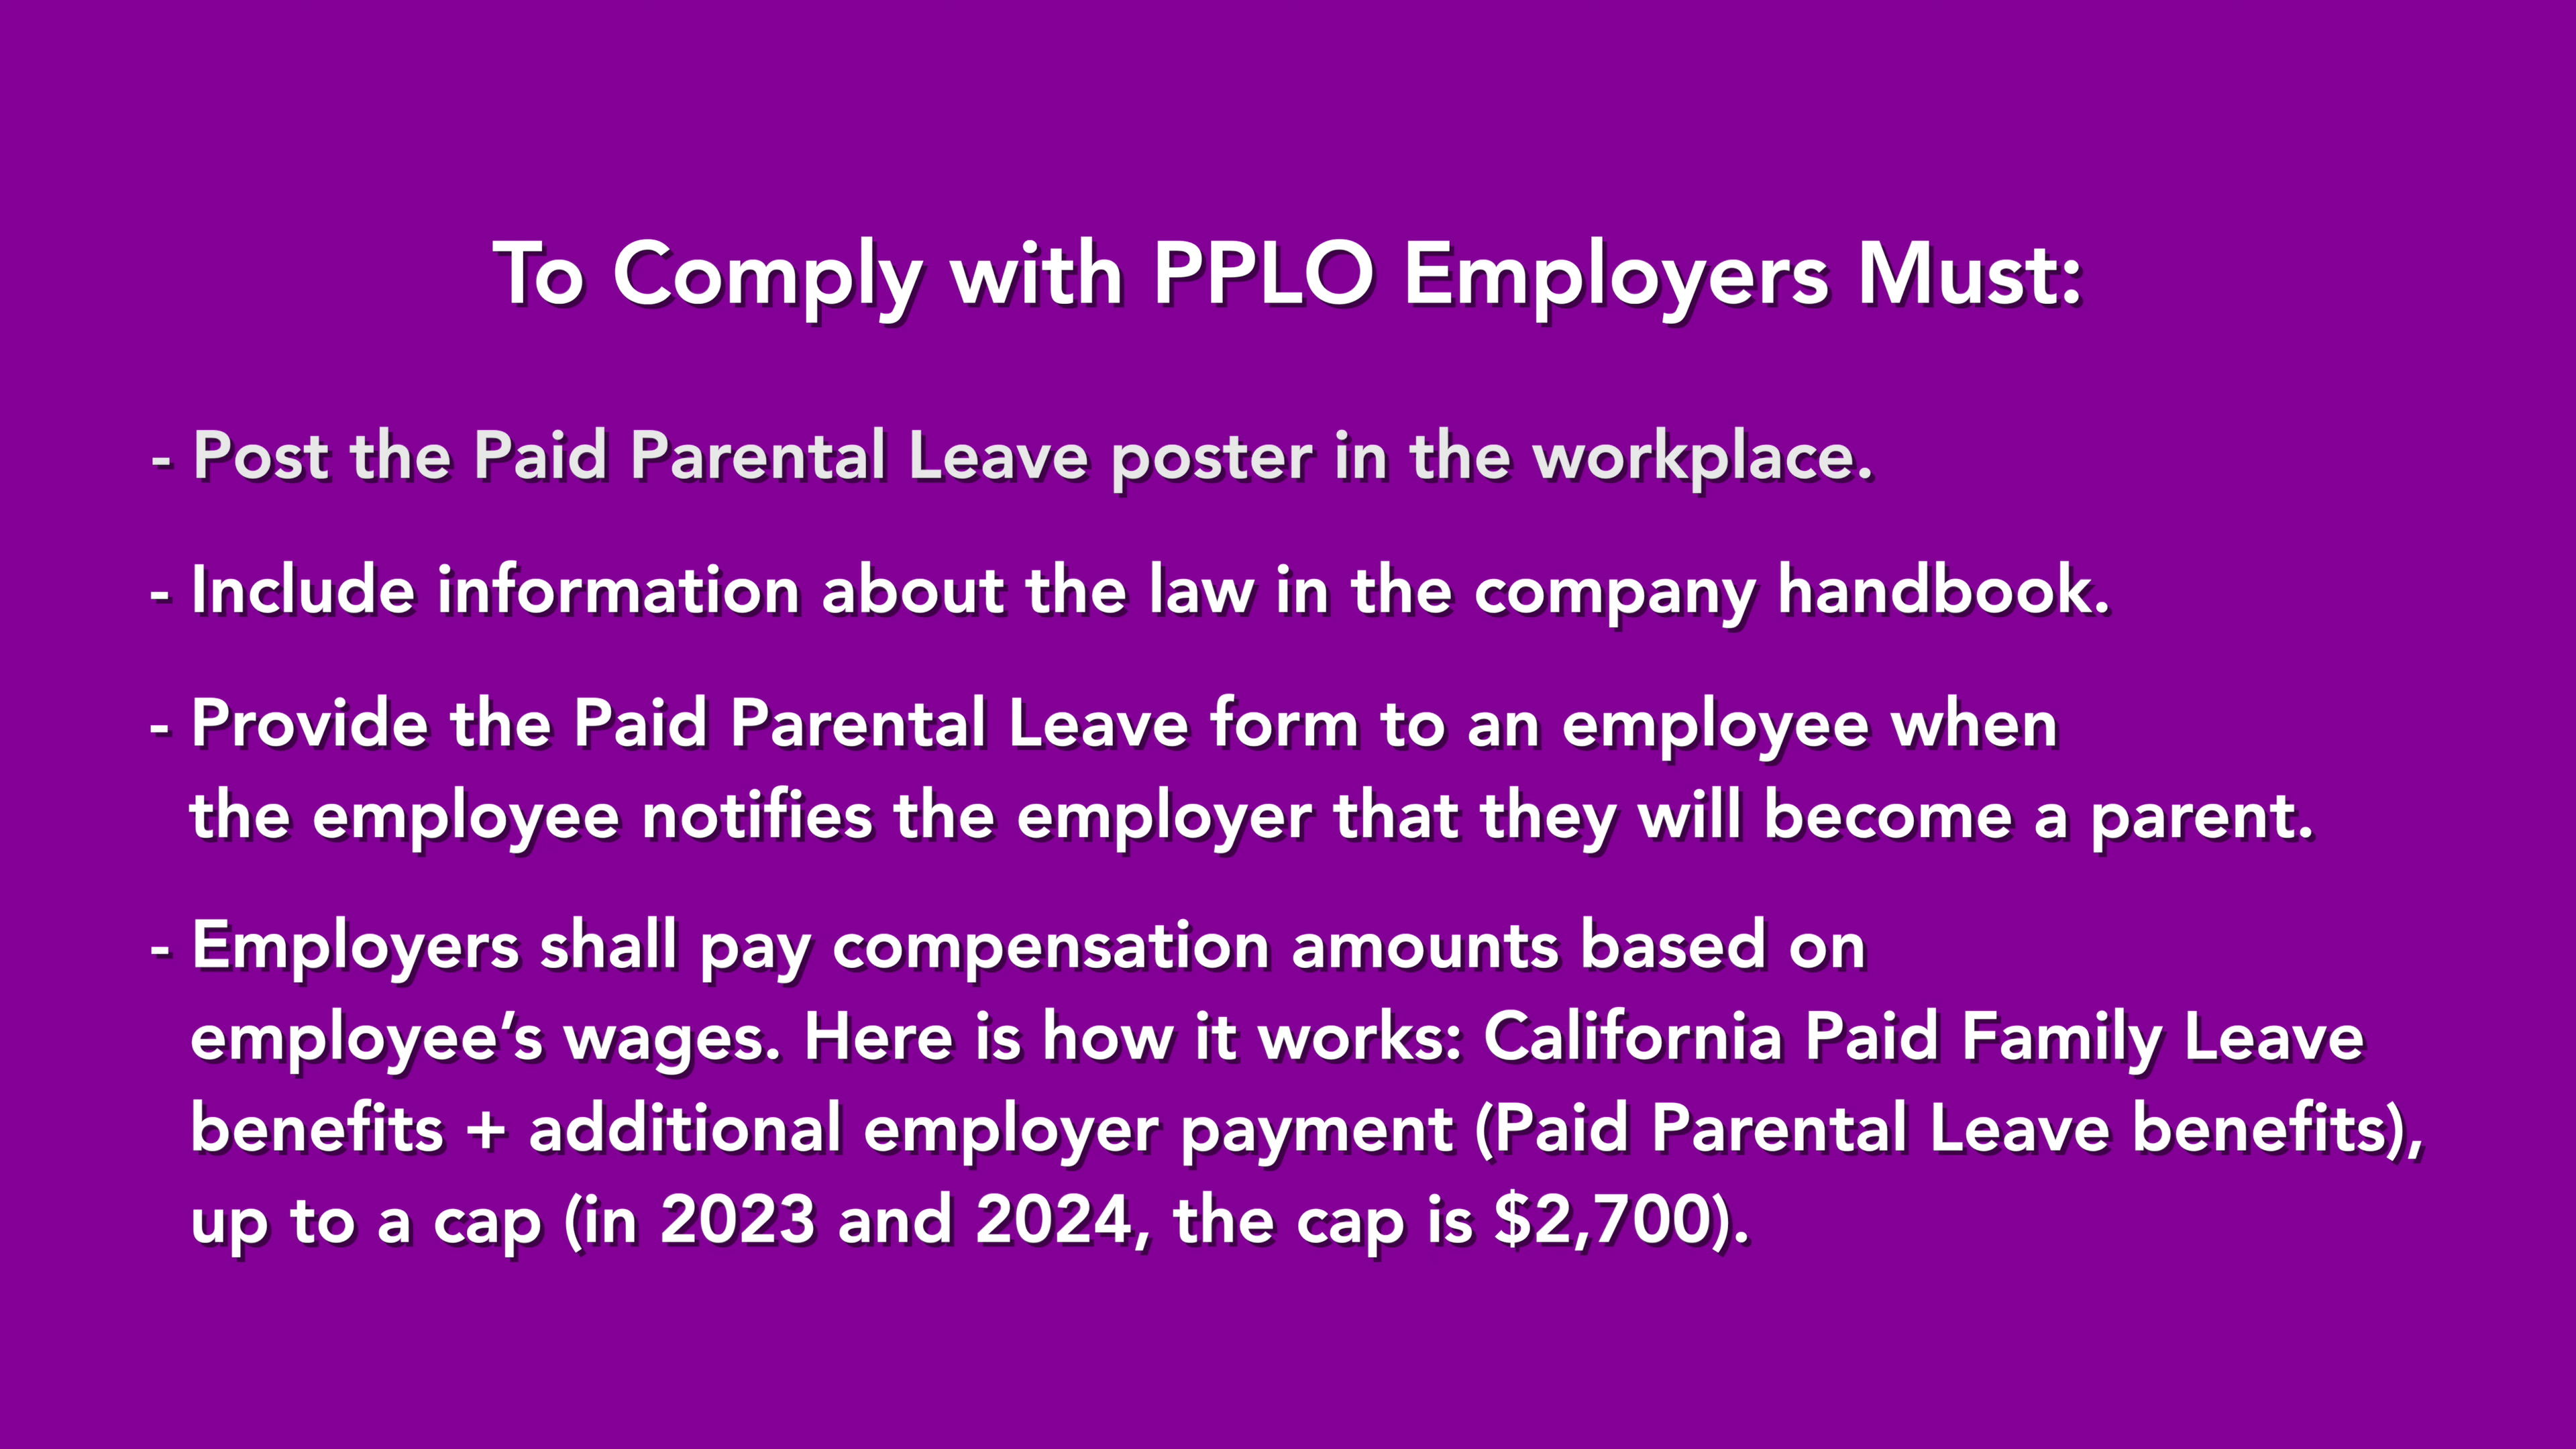 To Comply with PPLO Employers Must:
- Post the Paid Parental Leave poster in the workplace.
- Include information about the law in the company handbook.
- Provide the Paid Parental Leave form to an employee when
the employee notifies the employer that they will become a parent.
- Employers shall pay compensation amounts based on
employee’s wages. Here is how it works: California Paid Family Leave
benefits + additional employer payment (Paid Parental Leave benefits),
up to a cap (in 2023 and 2024, the cap is $2,700).